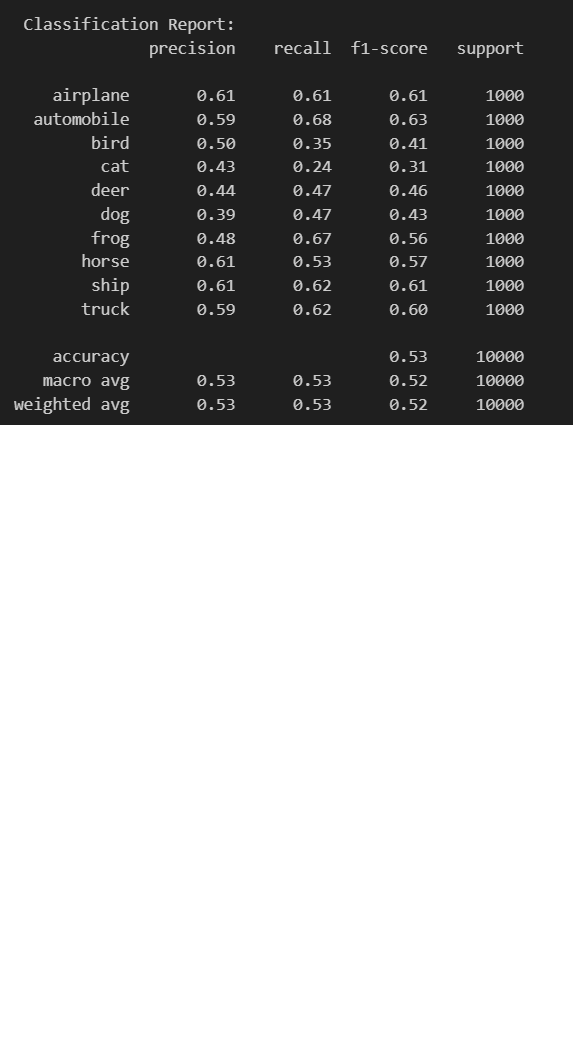 Classification Report:
precision recall f1-score support
airplane 0.61 0.61 0.61 1000
automobile 0.59 0.68 0.63 1000
bird 0.50 0.35 0.41 1000
cat 0.43 0.24 0.31 1000
deer 0.44 0.47 0.46 1000
dog 0.39 0.47 0.43 1000
frog 0.48 0.67 0.56 1000
horse 0.61 0.53 0.57 1000
ship 0.61 0.62 0.61 1000
truck 0.59 0.62 0.60 1000
accuracy 0.53 10000
macro avg 0.53 0.53 0.52 10000
weighted avg 0.53 0.53 0.52 10000